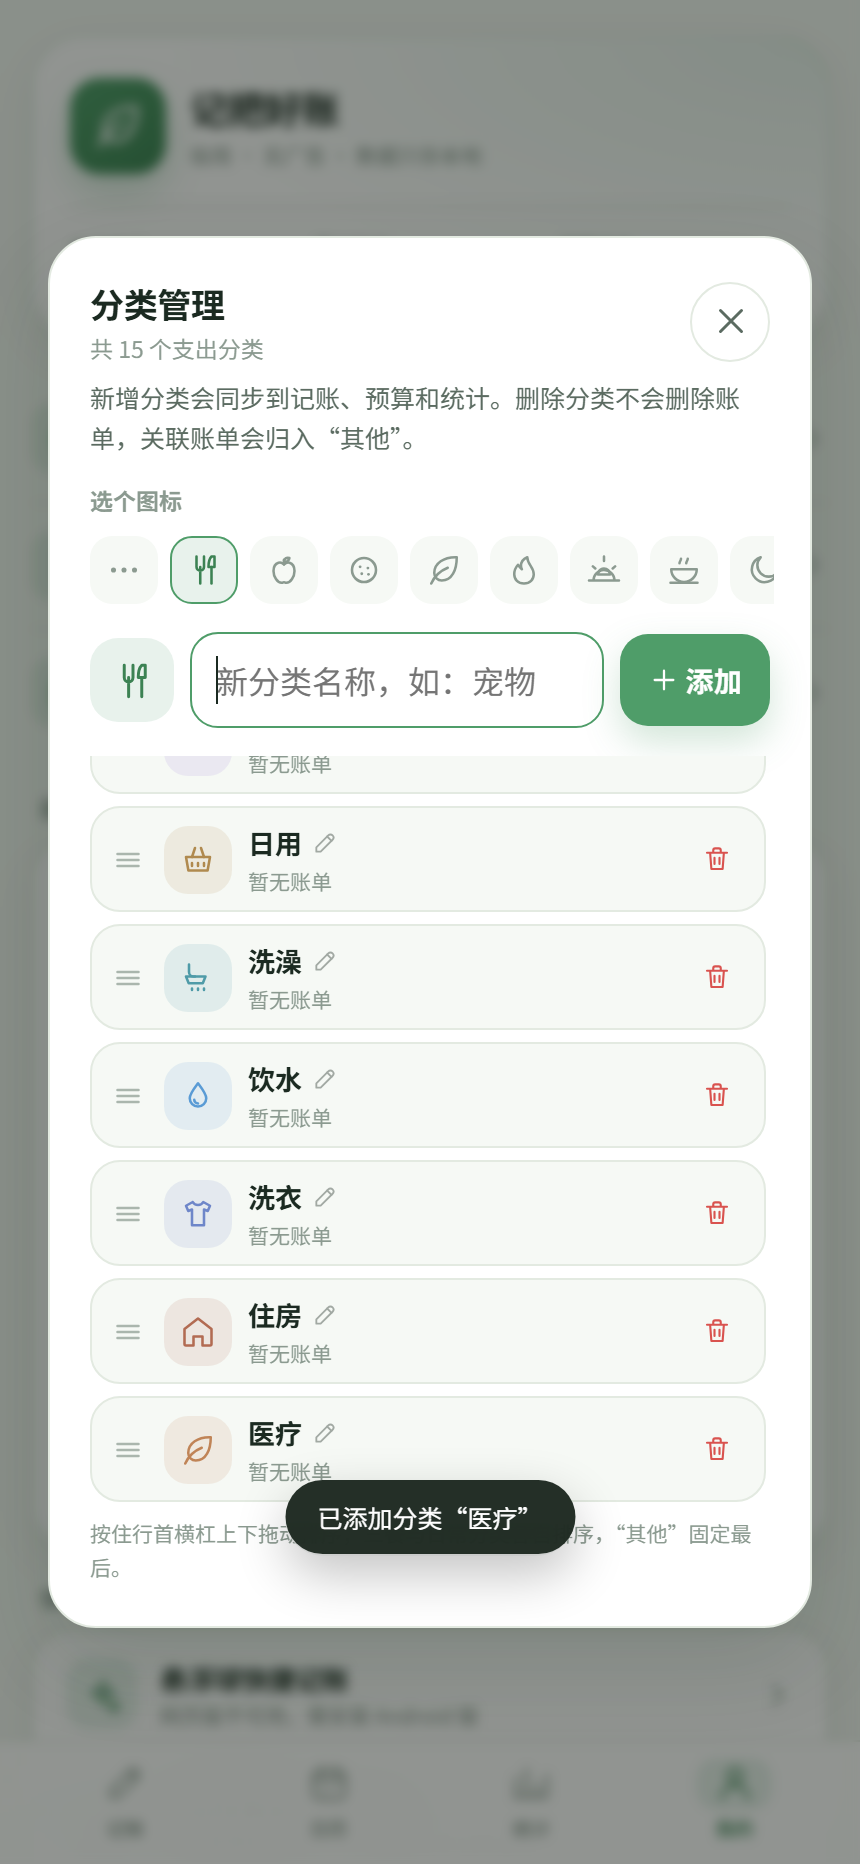 记把好账
分类管理
共 15 个支出分类
新增分类会同步到记账、预算和统计。删除分类不会删除账
单，关联账单会归入“其他”。
选个图标
新分类名称，如：宠物
添加
暂无账单
日用
暂无账单
洗澡
暂无账单
饮水
暂无账单
洗衣
暂无账单
住房
暂无账单
医疗
暂无账单
已添加分类“医疗”
按住行首横杠上下拖动
序，“其他”固定最
后。